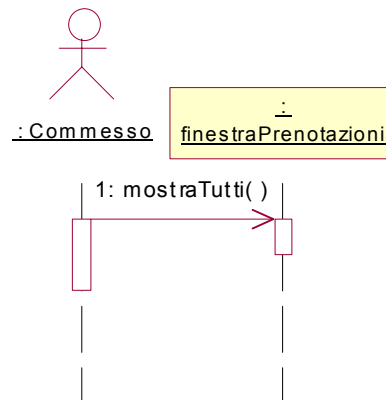 : Commesso
:
finestraPrenotazioni
1: mostraTutti( )